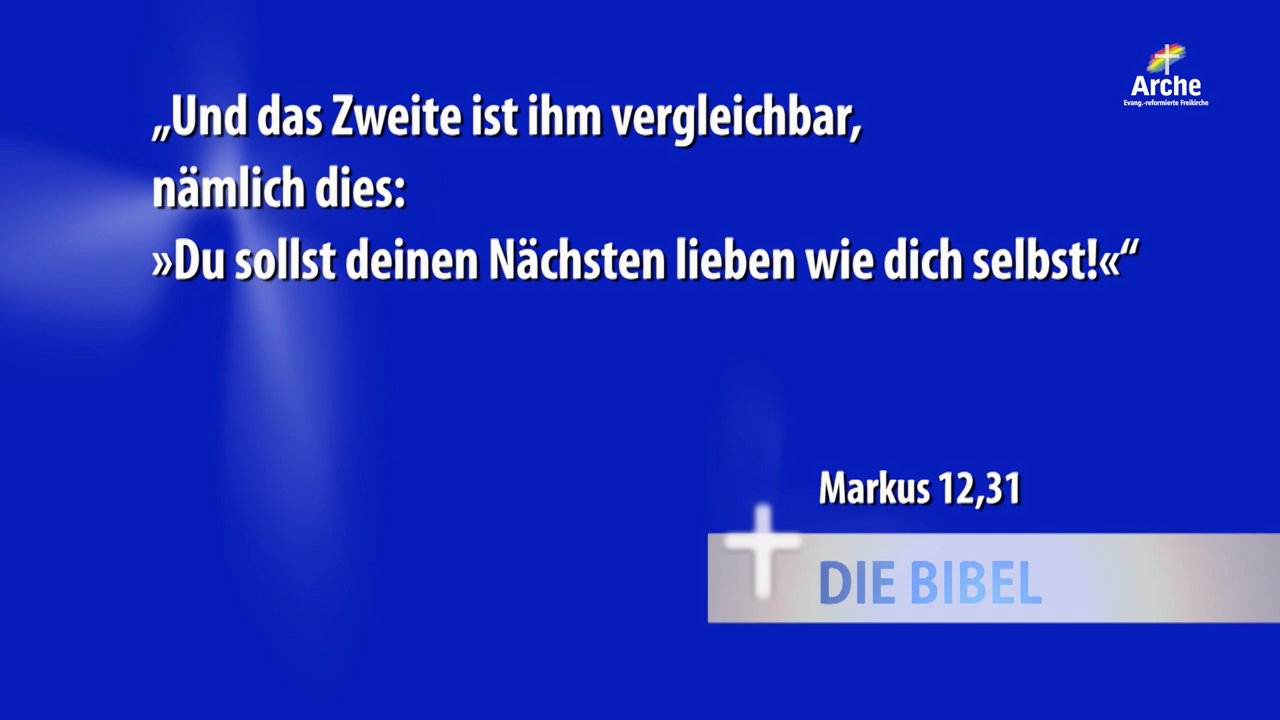 Arche
Evang.-reformierte Freikirche
„Und das Zweite ist ihm vergleichbar,
nämlich dies:
»Du sollst deinen Nächsten lieben wie dich selbst!«“
Markus 12,31
DIE BIBEL